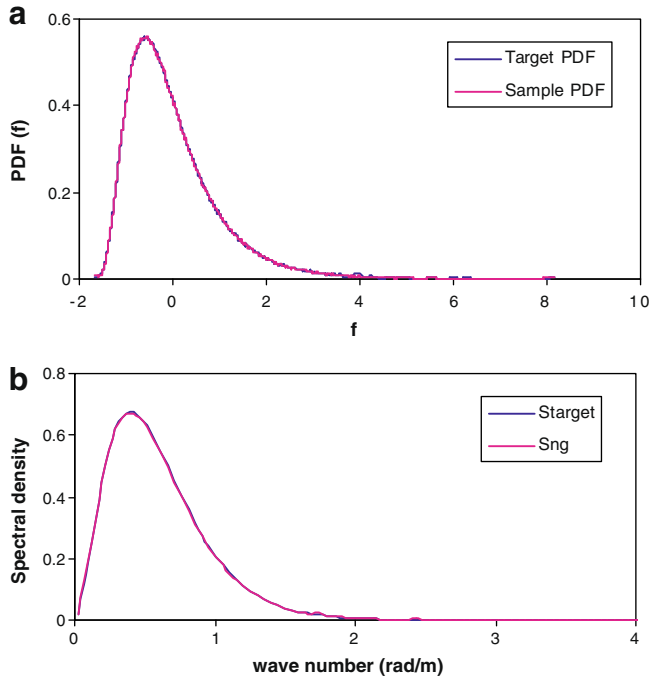 a
0.6
0.4
0.2
0
PDF (f)
Target PDF
Sample PDF
-2
0
2
4
6
8
10
f
b
0.8
0.6
0.4
0.2
0
Spectral density
Starget
Sng
0
1
2
3
4
wave number (rad/m)